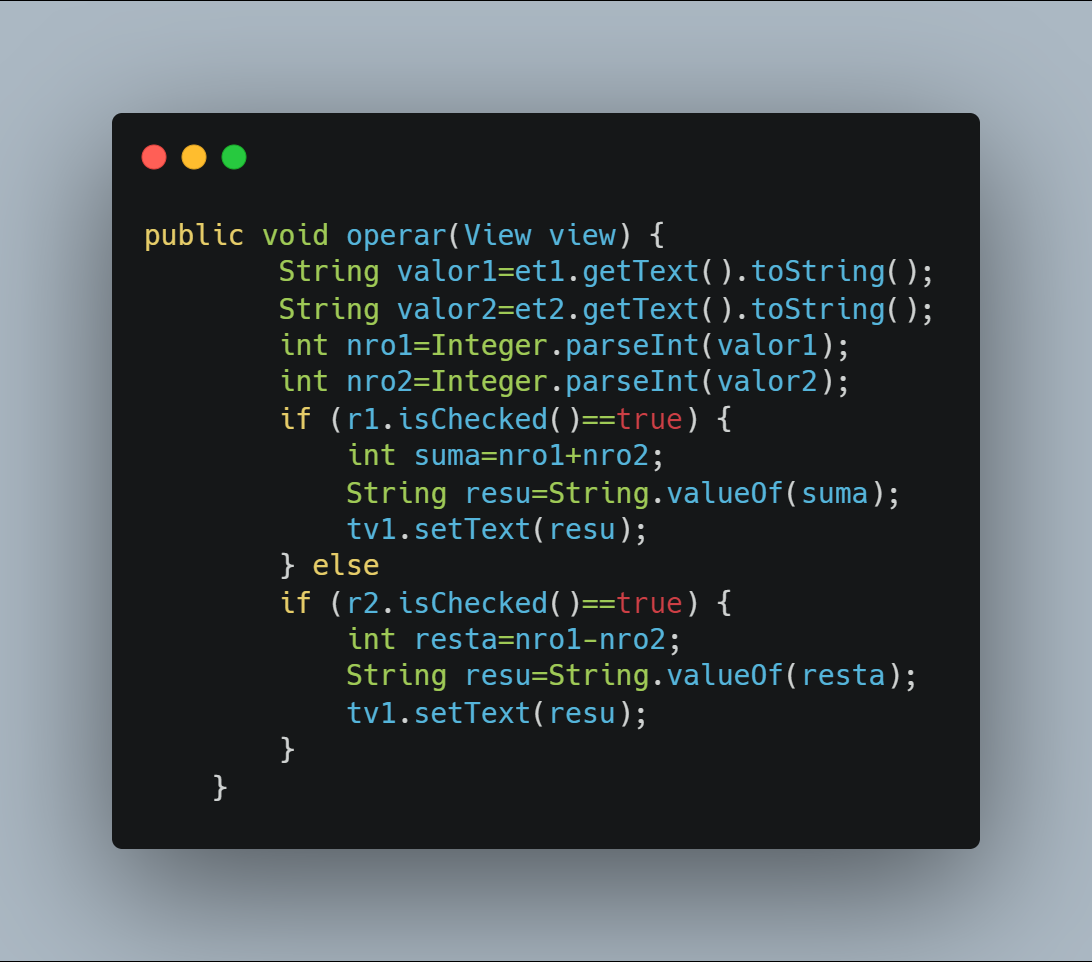 public void operar(View view) {
        String valor1=et1.getText().toString();
        String valor2=et2.getText().toString();
        int nro1=Integer.parseInt(valor1);
        int nro2=Integer.parseInt(valor2);
        if (r1.isChecked()==true) {
            int suma=nro1+nro2;
            String resu=String.valueOf(suma);
            tv1.setText(resu);
        } else
        if (r2.isChecked()==true) {
            int resta=nro1-nro2;
            String resu=String.valueOf(resta);
            tv1.setText(resu);
        }
    }